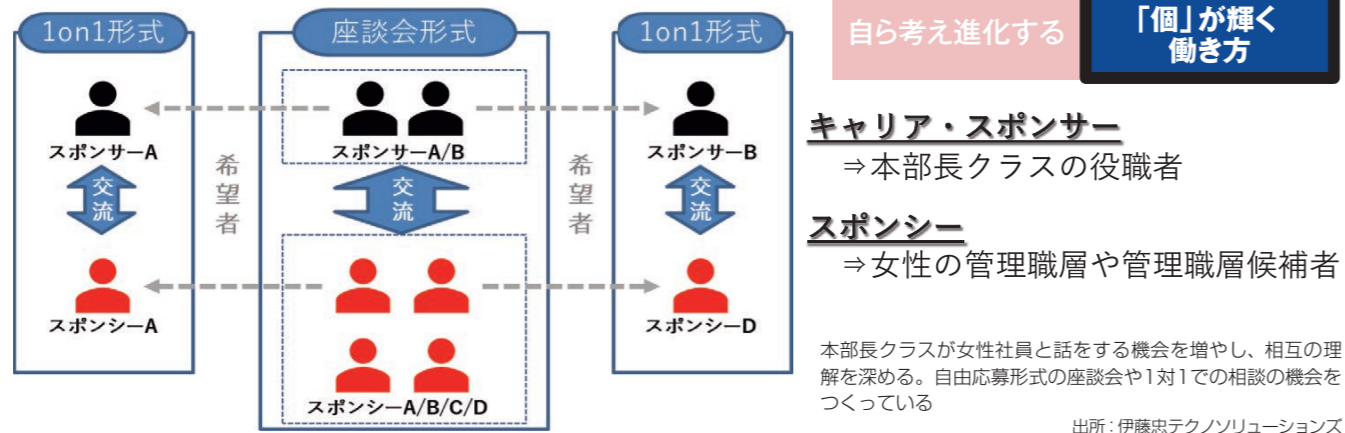 1on1形式
スポンサーA
交流
スポンシーA
希望者
座談会形式
スポンサーA/B
交流
スポンシーA/B/C/D
希望者
1on1形式
スポンサーB
交流
スポンシーD
自ら考え進化する
「個」が輝く
働き方
キャリア・スポンサー
⇒本部長クラスの役職者
スポンシー
⇒女性の管理職層や管理職層候補者
本部長クラスが女性社員と話をする機会を増やし、相互の理
解を深める。自由応募形式の座談会や1対1での相談の機会を
つくっている
出所：伊藤忠テクノソリューションズ